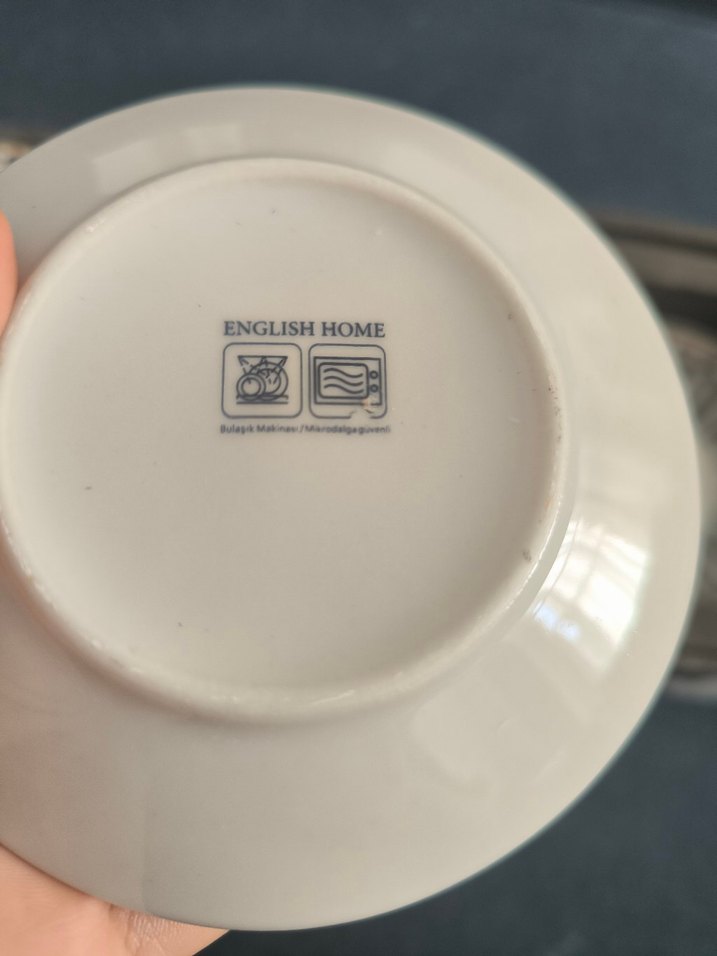 ENGLISH HOME
Bulaşık Makinası/Mikrodalga güvenli